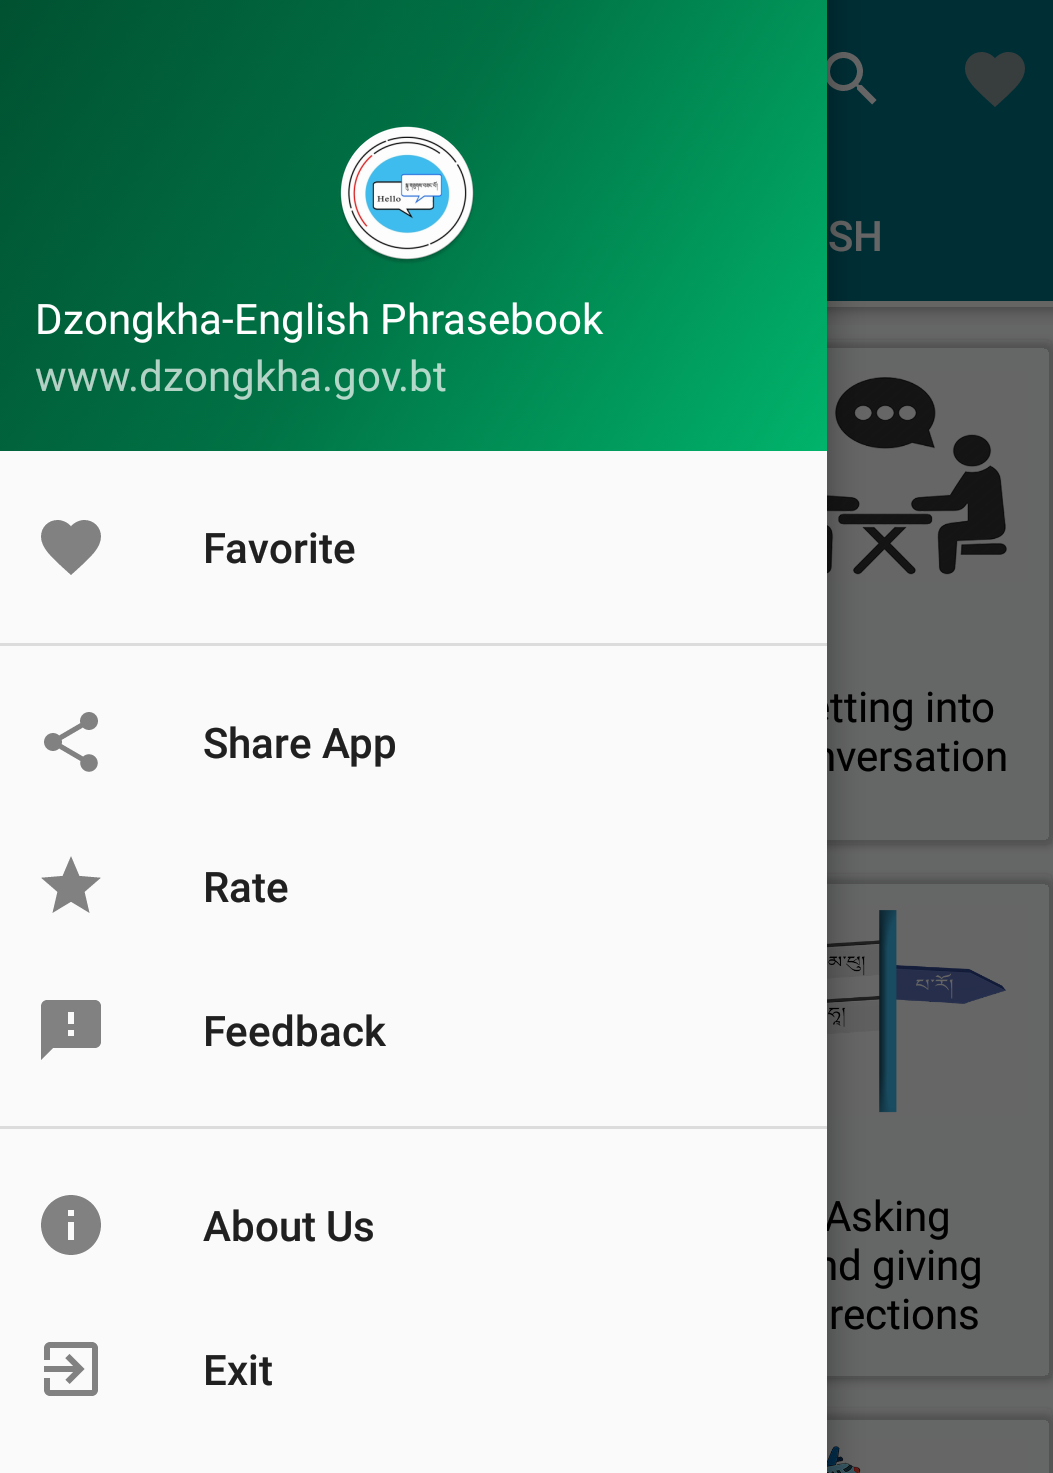 Hello
Dzongkha-English Phrasebook
www.dzongkha.gov.bt
Favorite
Share App
Rate
Feedback
About Us
Exit
SH
tting into
nversation
པ་རོ།
Asking
nd giving
rections